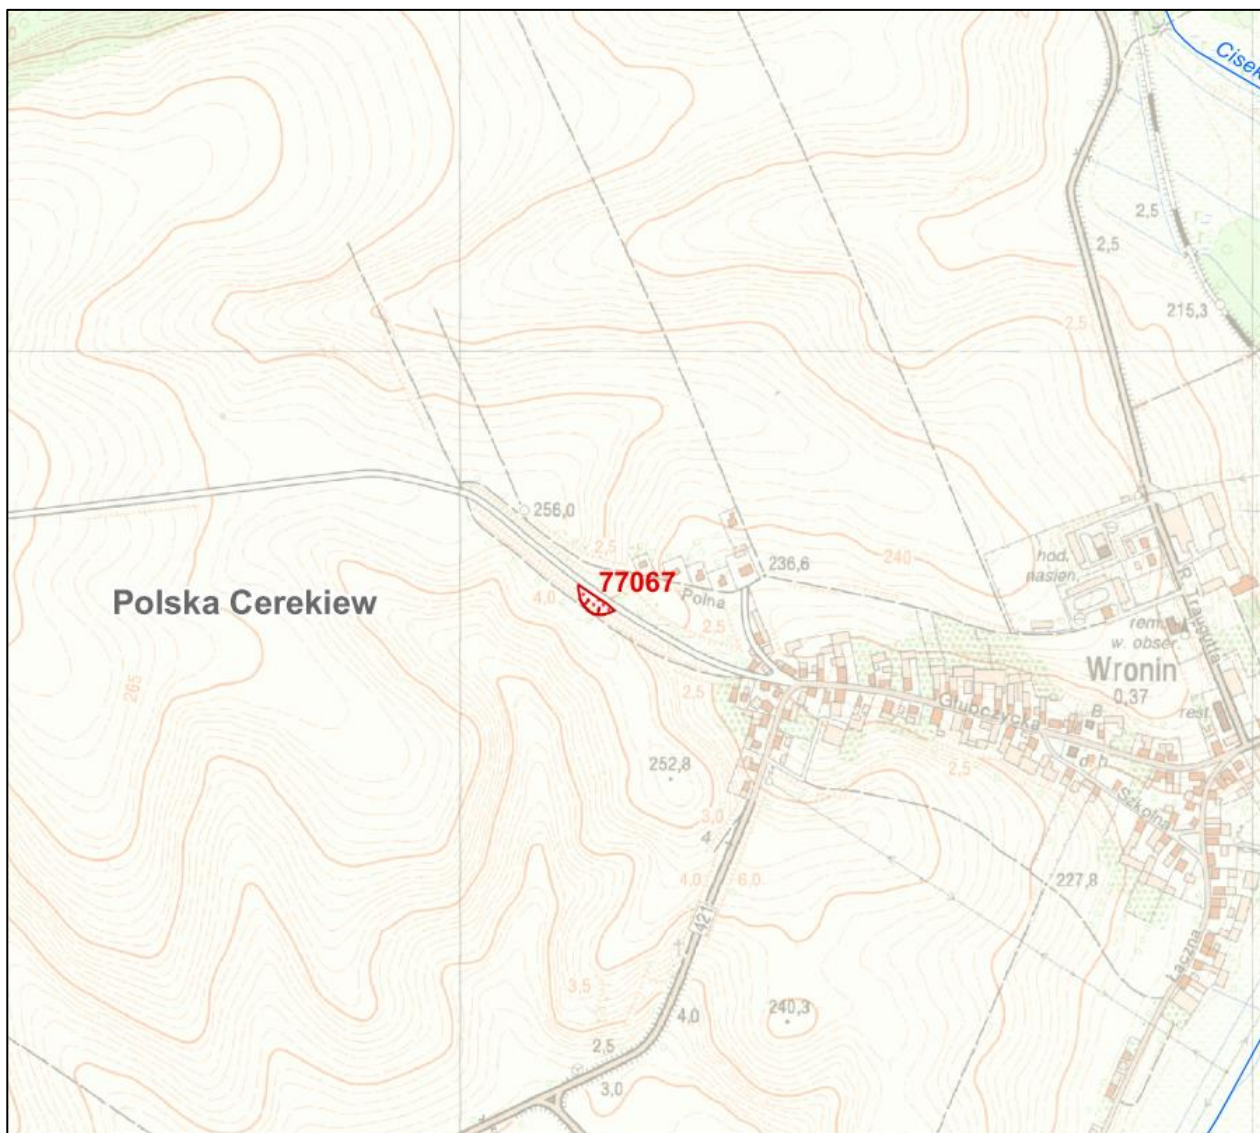 Cisek
2,5
2,5
215,3
2,5
256,0
2,5
240
236,6
hod.
nasien.
77067
4,0
Polna
Polska Cerekiew
R. Traugutta
rem.
w. obser.
2,5
Wronin
0,37
265
2,5
Głubczycka
B
rest.
252,8
2,5
Szkolna
3,0
4
4,0
6,0
227,8
421
Łączna
3,5
240,3
4,0
2,5
3,0